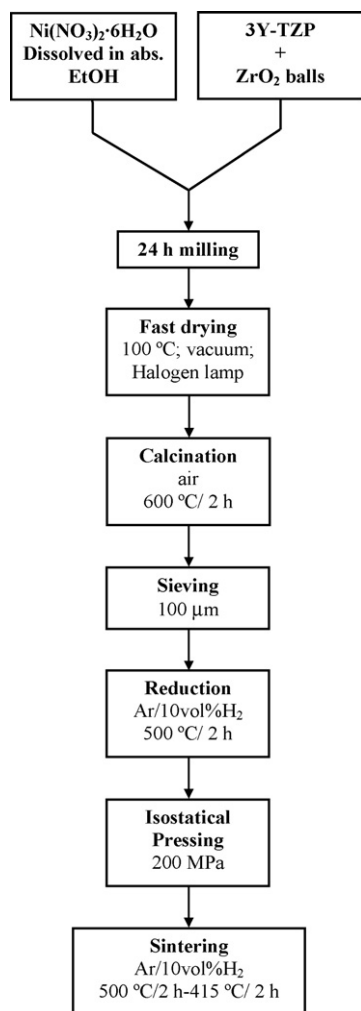 Ni(NO₃)₂·6H₂O
Dissolved in abs.
EtOH
3Y-TZP
+
ZrO₂ balls
24 h milling
Fast drying
100 ºC; vacuum;
Halogen lamp
Calcination
air
600 ºC/ 2 h
Sieving
100 μm
Reduction
Ar/10vol%H₂
500 ºC/ 2 h
Isostatical
Pressing
200 MPa
Sintering
Ar/10vol%H₂
500 ºC/2 h-415 ºC/ 2 h